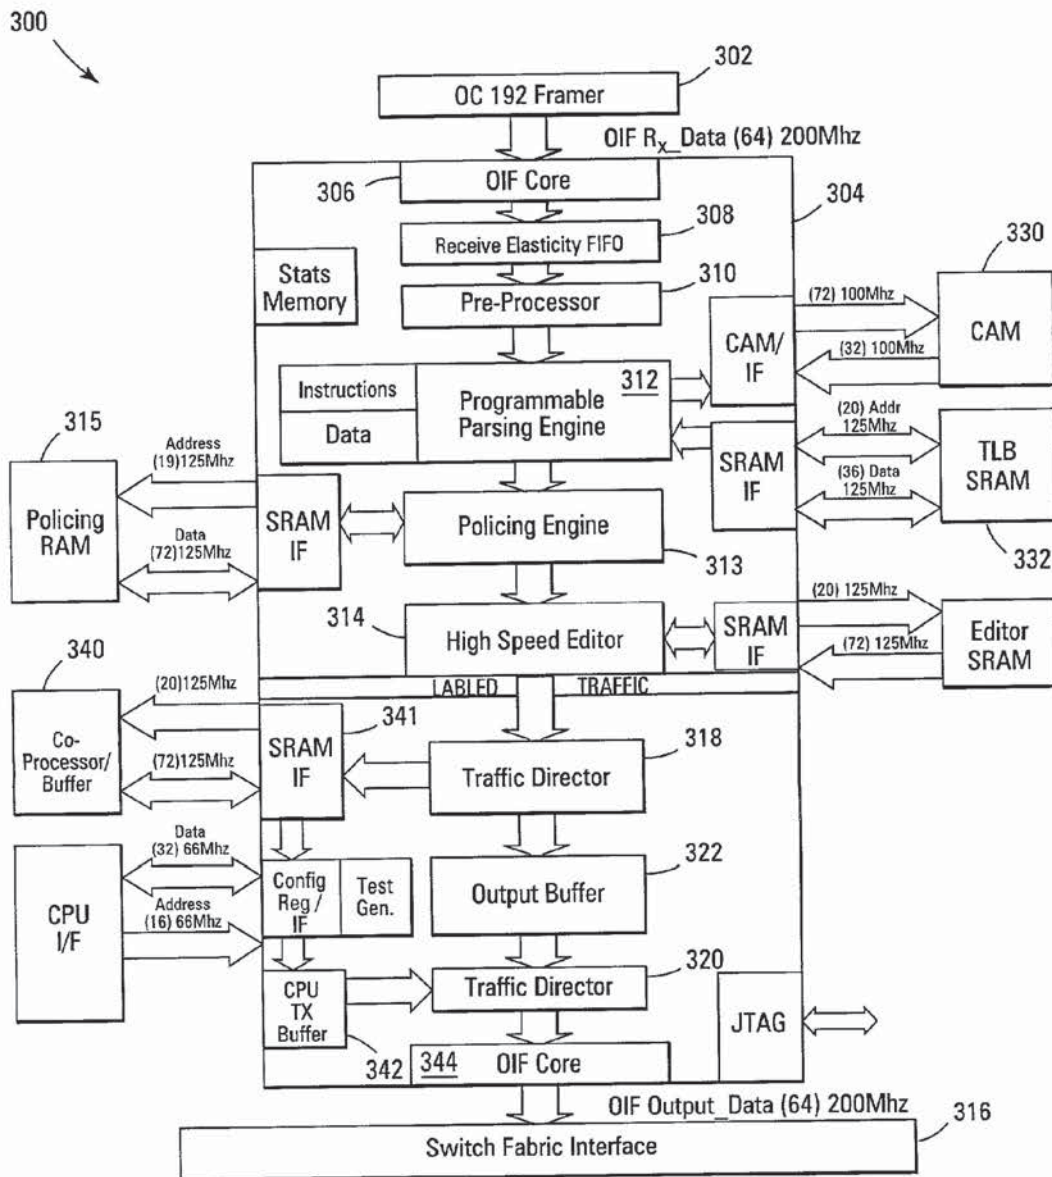 300
302
OC 192 Framer
OIF Rx_Data (64) 200Mhz
306
OIF Core
304
308
Receive Elasticity FIFO
330
Stats
Memory
310
Pre-Processor
(72) 100Mhz
CAM/
IF
CAM
(32) 100Mhz
Instructions
Data
312
Programmable
Parsing Engine
315
Address
(19)125Mhz
(20) Addr
125Mhz
SRAM
IF
TLB
SRAM
(36) Data
125Mhz
Policing
RAM
SRAM
IF
Policing Engine
Data
(72)125Mhz
313
332
314
(20) 125Mhz
High Speed Editor
SRAM
IF
Editor
SRAM
(72) 125Mhz
340
LABLED TRAFFIC
(20)125Mhz
341
318
Co-
Processor/
Buffer
SRAM
IF
Traffic Director
(72)125Mhz
Data
(32) 66Mhz
322
Config
Reg /
IF
Test
Gen.
Output Buffer
CPU
I/F
Address
(16) 66Mhz
320
CPU
TX
Buffer
Traffic Director
JTAG
342
344
OIF Core
OIF Output_Data (64) 200Mhz
316
Switch Fabric Interface